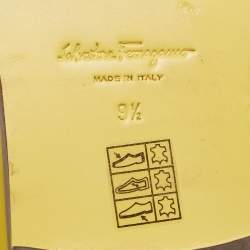 Salvatore Ferragamo
MADE IN ITALY
9½